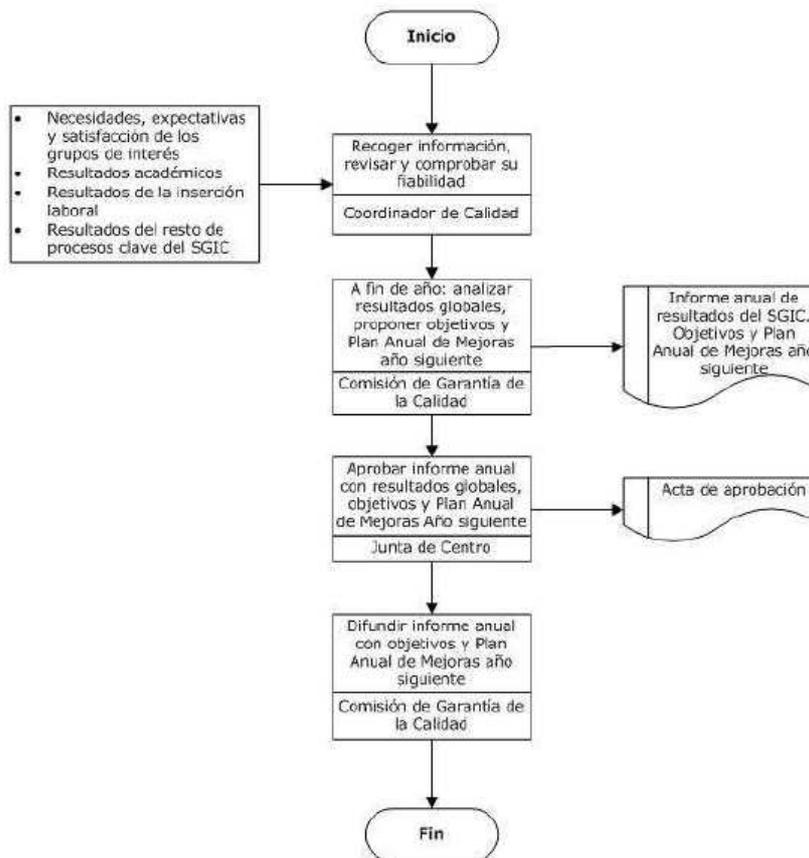 Inicio
• Necesidades, expectativas
y satisfacción de los
grupos de interés
• Resultados académicos
• Resultados de la inserción
laboral
• Resultados del resto de
procesos clave del SGIC
Recoger información,
revisar y comprobar su
fiabilidad
Coordinador de Calidad
A fin de año: analizar
resultados globales,
proponer objetivos y
Plan Anual de Mejoras
año siguiente
Comisión de Garantía de
la Calidad
Informe anual de
resultados del SGIC.
Objetivos y Plan
Anual de Mejoras año
siguiente
Aprobar informe anual
con resultados globales,
objetivos y Plan Anual
de Mejoras Año siguiente
Junta de Centro
Acta de aprobación
Difundir informe anual
con objetivos y Plan
Anual de Mejoras año
siguiente
Comisión de Garantía de
la Calidad
Fin